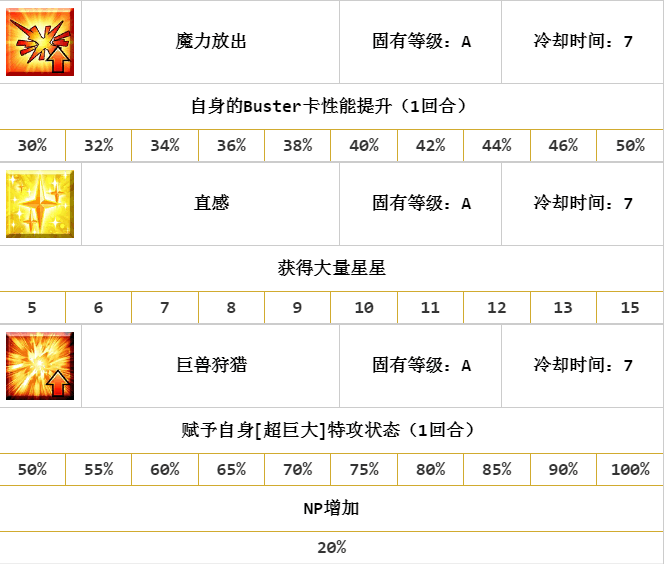 魔力放出 固有等级：A 冷却时间：7
自身的Buster卡性能提升（1回合）
30% 32% 34% 36% 38% 40% 42% 44% 46% 50%
直感 固有等级：A 冷却时间：7
获得大量星星
5 6 7 8 9 10 11 12 13 15
巨兽狩猎 固有等级：A 冷却时间：7
赋予自身[超巨大]特攻状态（1回合）
50% 55% 60% 65% 70% 75% 80% 85% 90% 100%
NP增加
20%